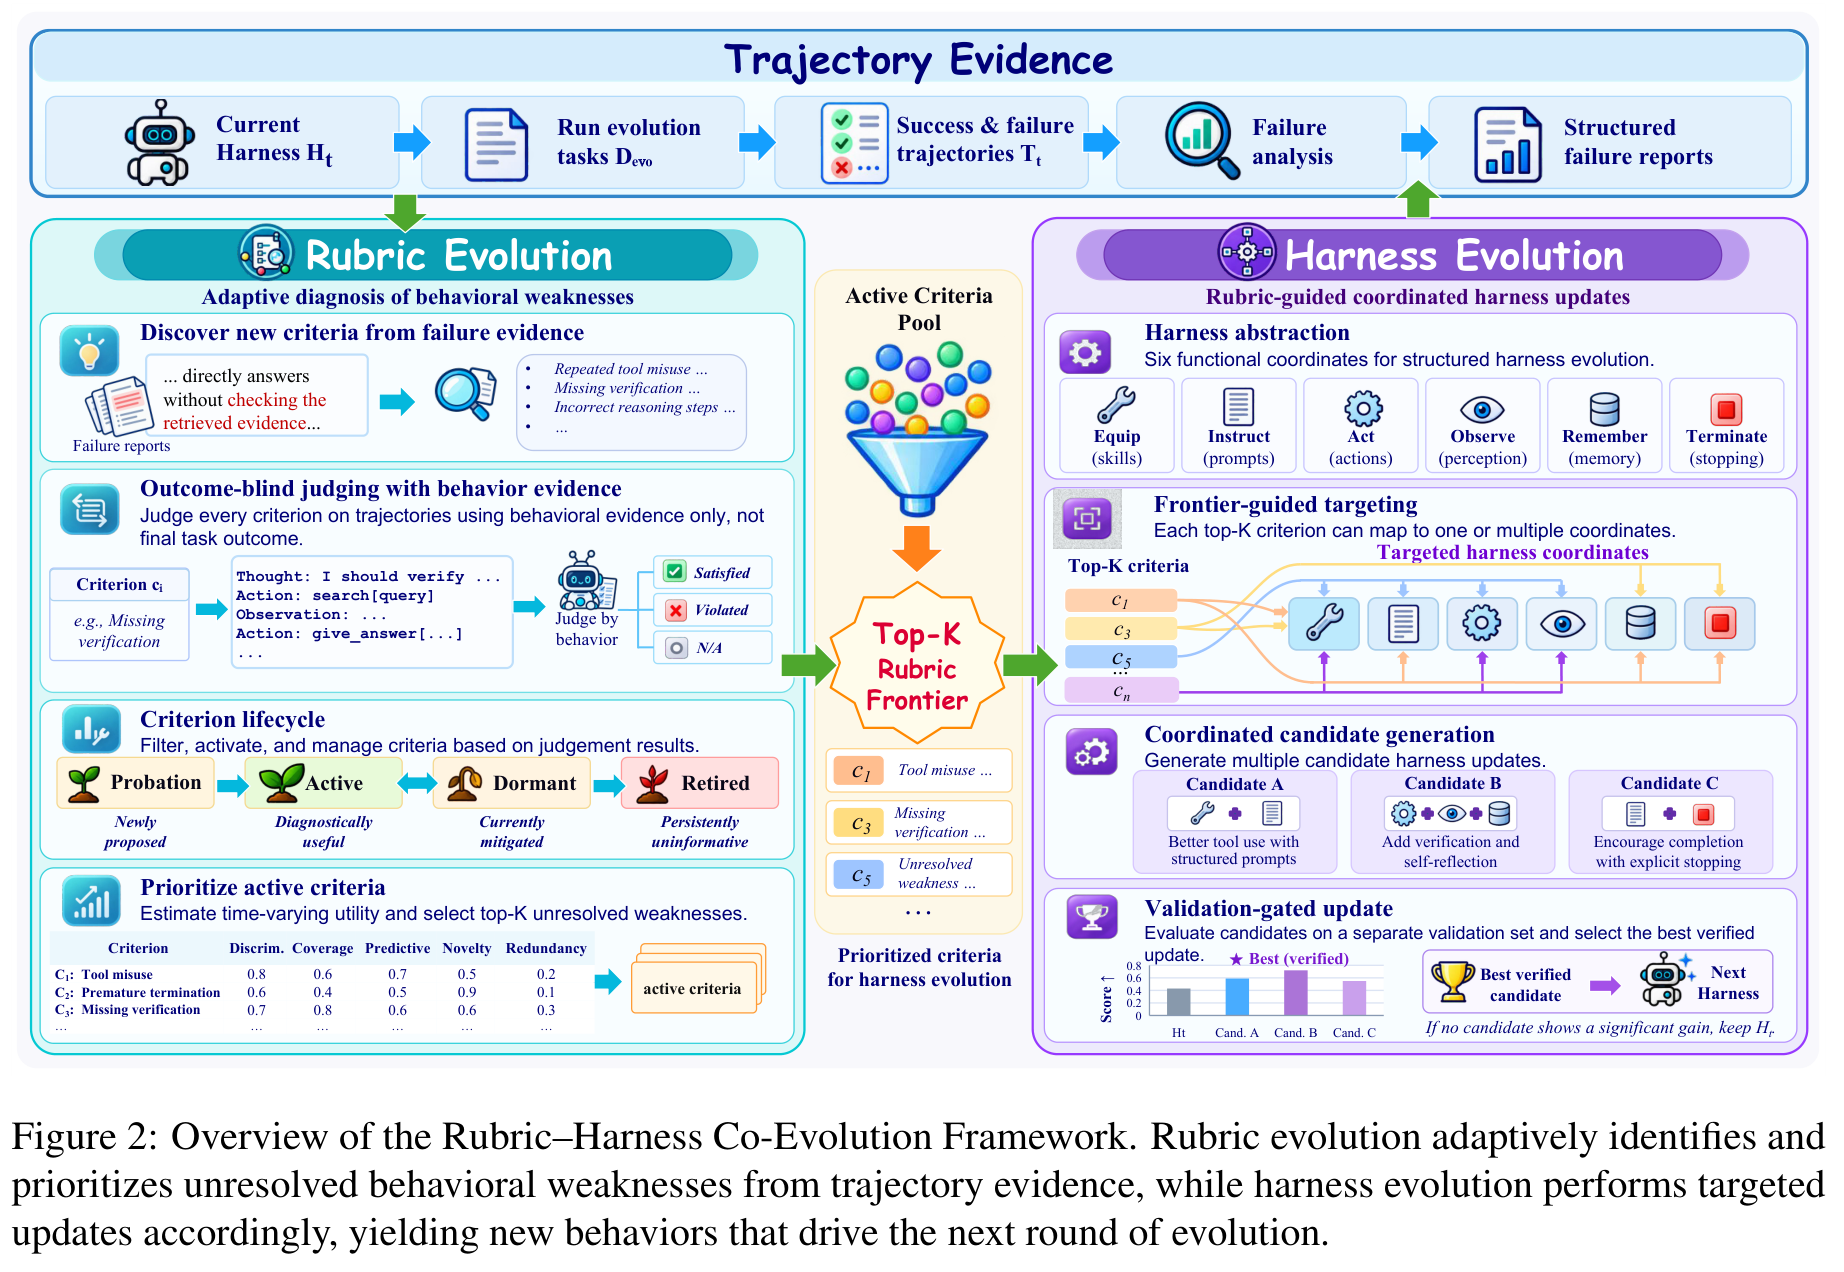 Trajectory Evidence
Current
Harness Ht
Run evolution
tasks Devo
Success & failure
trajectories Tt
Failure
analysis
Structured
failure reports
Rubric Evolution
Adaptive diagnosis of behavioral weaknesses
Discover new criteria from failure evidence
... directly answers
without checking the
retrieved evidence...
Failure reports
• Repeated tool misuse ...
• Missing verification ...
• Incorrect reasoning steps ...
• ...
Outcome-blind judging with behavior evidence
Judge every criterion on trajectories using behavioral evidence only, not
final task outcome.
Criterion ci
e.g., Missing
verification
Thought: I should verify ...
Action: search[query]
Observation: ...
Action: give_answer[...]
...
Judge by
behavior
Satisfied
Violated
N/A
Criterion lifecycle
Filter, activate, and manage criteria based on judgement results.
Probation
Active
Dormant
Retired
Newly
proposed
Diagnostically
useful
Currently
mitigated
Persistently
uninformative
Prioritize active criteria
Estimate time-varying utility and select top-K unresolved weaknesses.
Criterion Discrim. Coverage Predictive Novelty Redundancy
C1: Tool misuse 0.8 0.6 0.7 0.5 0.2
C2: Premature termination 0.6 0.4 0.5 0.9 0.1
C3: Missing verification 0.7 0.8 0.6 0.6 0.3
... ... ... ... ... ...
active criteria
Active Criteria
Pool
Top-K
Rubric
Frontier
c1 Tool misuse ...
c3 Missing
verification ...
c5 Unresolved
weakness ...
...
Prioritized criteria
for harness evolution
Harness Evolution
Rubric-guided coordinated harness updates
Harness abstraction
Six functional coordinates for structured harness evolution.
Equip
(skills)
Instruct
(prompts)
Act
(actions)
Observe
(perception)
Remember
(memory)
Terminate
(stopping)
Frontier-guided targeting
Each top-K criterion can map to one or multiple coordinates.
Targeted harness coordinates
Top-K criteria
c1
c3
c5
...
cn
Coordinated candidate generation
Generate multiple candidate harness updates.
Candidate A
Better tool use with
structured prompts
Candidate B
Add verification and
self-reflection
Candidate C
Encourage completion
with explicit stopping
Validation-gated update
Evaluate candidates on a separate validation set and select the best verified
update.
★ Best (verified)
Score ↑
0.8
0.6
0.4
0.2
0
Ht Cand. A Cand. B Cand. C
Best verified
candidate
Next
Harness
If no candidate shows a significant gain, keep Ht.
Figure 2: Overview of the Rubric–Harness Co-Evolution Framework. Rubric evolution adaptively identifies and
prioritizes unresolved behavioral weaknesses from trajectory evidence, while harness evolution performs targeted
updates accordingly, yielding new behaviors that drive the next round of evolution.